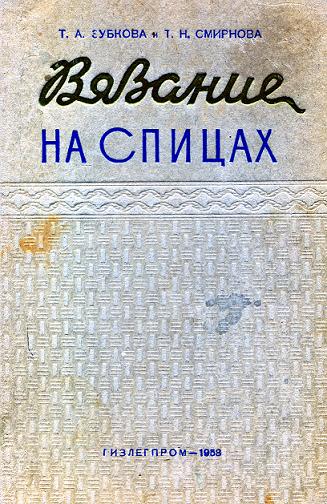 Т. А. ЗУБКОВА и Т. Н. СМИРНОВА
Вязание
НА СПИЦАХ
ГИЗЛЕГПРОМ—1958